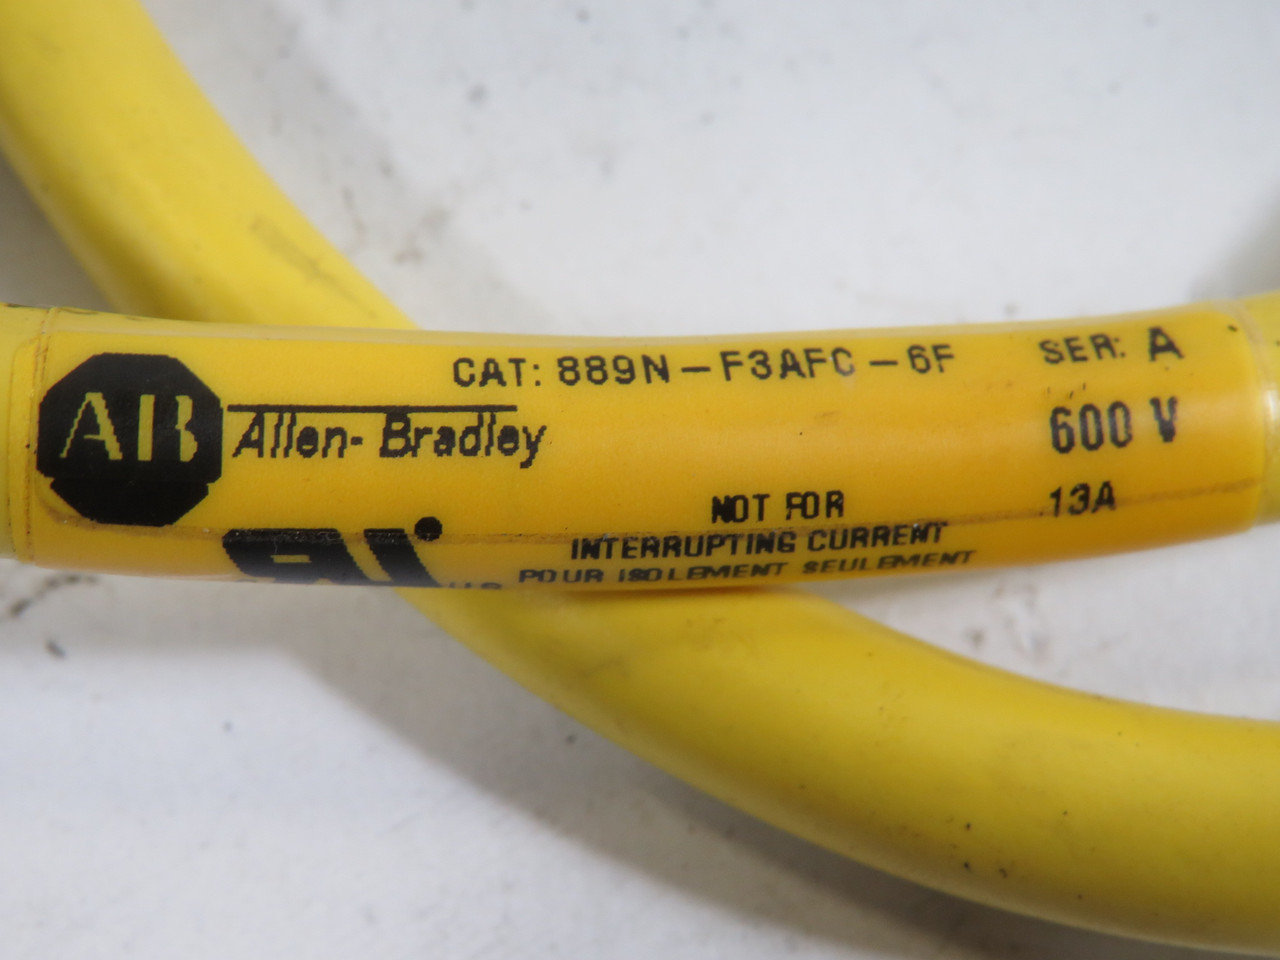 CAT: 889N-F3AFC-6F SER: A
AB Allen-Bradley 600 V
NOT FOR 13A
INTERRUPTING CURRENT
POUR ISOLEMENT SEULEMENT